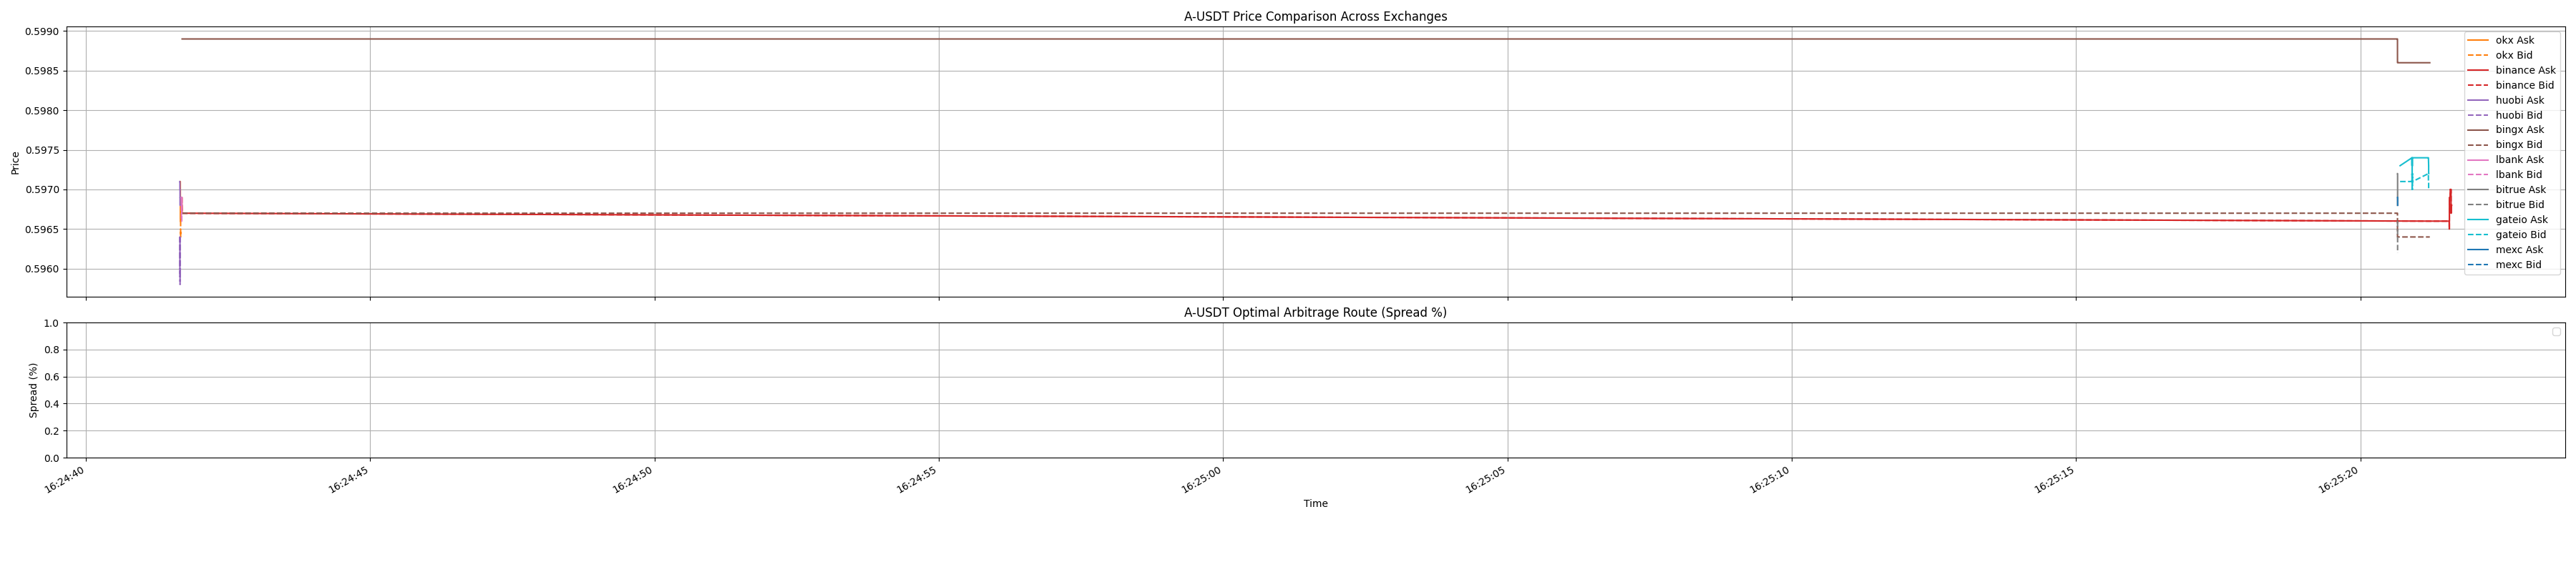 A-USDT Price Comparison Across Exchanges
0.5990
0.5985
0.5980
0.5975
0.5970
0.5965
0.5960
Price
okx Ask
okx Bid
binance Ask
binance Bid
huobi Ask
huobi Bid
bingx Ask
bingx Bid
lbank Ask
lbank Bid
bitrue Ask
bitrue Bid
gateio Ask
gateio Bid
mexc Ask
mexc Bid
A-USDT Optimal Arbitrage Route (Spread %)
1.0
0.8
0.6
0.4
0.2
0.0
Spread (%)
16:24:40
16:24:45
16:24:50
16:24:55
16:25:00
16:25:05
16:25:10
16:25:15
16:25:20
Time